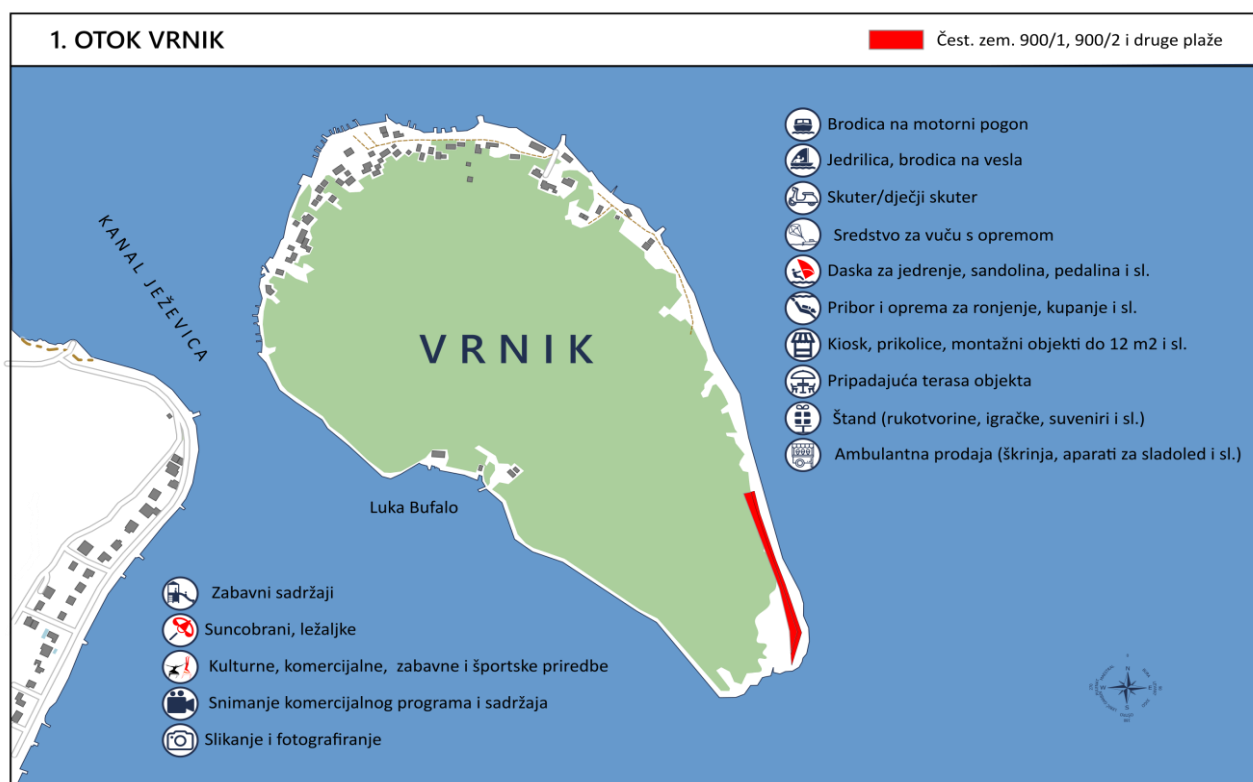 1. OTOK VRNIK
Čest. zem. 900/1, 900/2 i druge plaže
Brodica na motorni pogon
Jedrilica, brodica na vesla
Skuter/dječji skuter
Sredstvo za vuču s opremom
Daska za jedrenje, sandolina, pedalina i sl.
Pribor i oprema za ronjenje, kupanje i sl.
Kiosk, prikolice, montažni objekti do 12 m2 i sl.
Pripadajuća terasa objekta
Štand (rukotvorine, igračke, suveniri i sl.)
Ambulantna prodaja (škrinja, aparati za sladoled i sl.)
KANAL JEŽEVICA
VRNIK
Luka Bufalo
Zabavni sadržaji
Suncobrani, ležaljke
Kulturne, komercijalne, zabavne i športske priredbe
Snimanje komercijalnog programa i sadržaja
Slikanje i fotografiranje
N
S